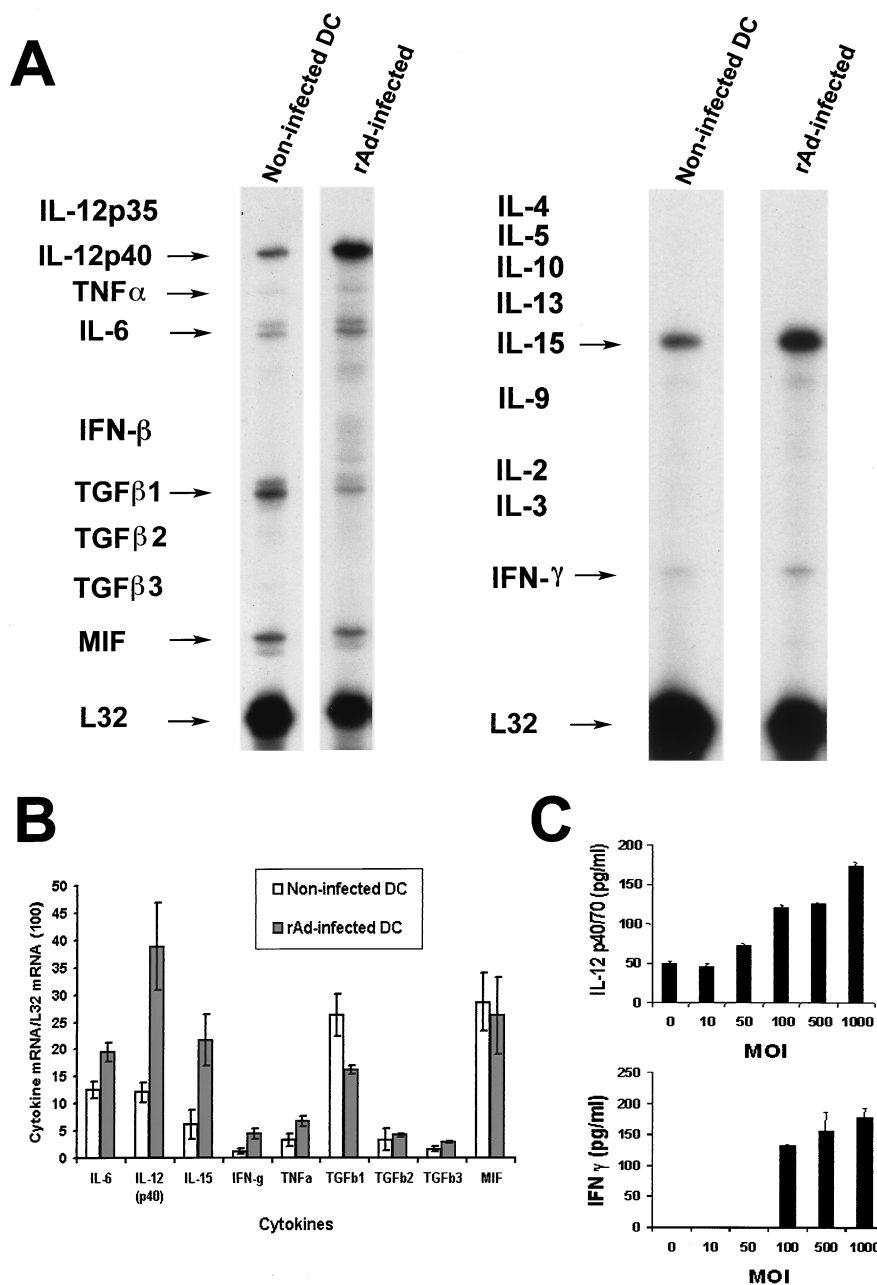 A
Non-infected DC
rAd-infected
IL-12p35
IL-12p40
TNFα
IL-6
IFN-β
TGFβ1
TGFβ2
TGFβ3
MIF
L32
Non-infected DC
rAd-infected
IL-4
IL-5
IL-10
IL-13
IL-15
IL-9
IL-2
IL-3
IFN-γ
L32
B
Cytokine mRNA/L32 mRNA (100)
50
45
40
35
30
25
20
15
10
5
0
Non-infected DC
rAd-infected DC
IL-6 IL-12 (p40) IL-15 IFN-g TNFa TGFb1 TGFb2 TGFb3 MIF
Cytokines
C
IL-12 p40/70 (pg/ml)
200
150
100
50
0
0 10 50 100 500 1000
MOI
IFN γ (pg/ml)
250
200
150
100
50
0
0 10 50 100 500 1000
MOI